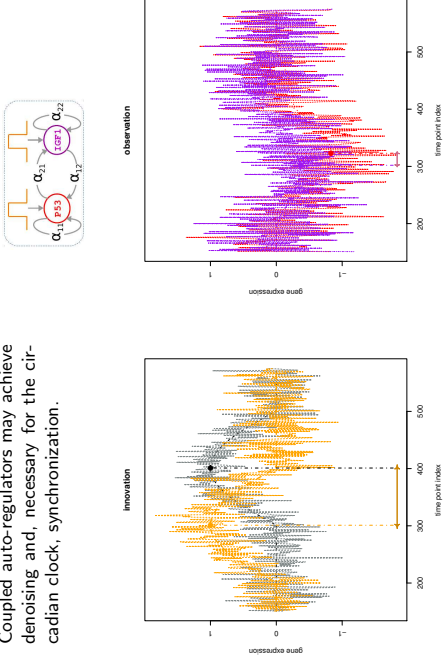 Coupled auto-regulators may achieve
denoising and, necessary for the cir-
cadian clock, synchronization.
P53
α11
α21
α12
α22
innovation
gene expression
1
0
−1
200
300
400
time point index
observation
gene expression
1
0
−1
200
300
400
500
time point index